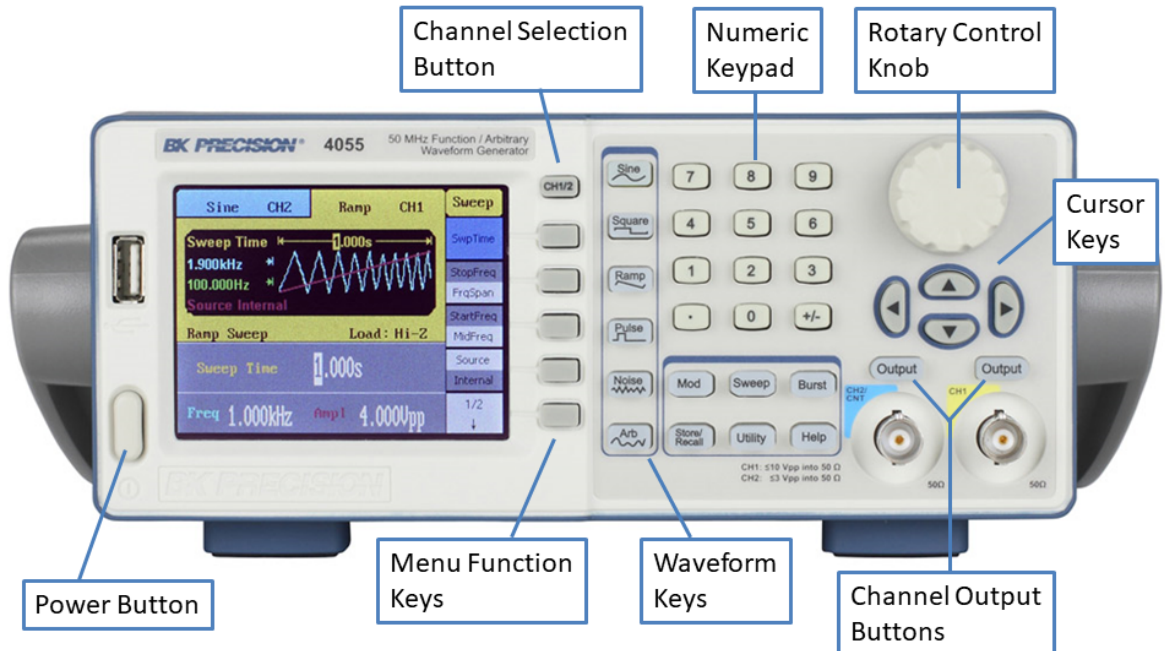 Channel Selection
Button
Numeric
Keypad
Rotary Control
Knob
BK PRECISION® 4055 50 MHz Function / Arbitrary
Waveform Generator
Sine CH2 Ramp CH1 Sweep
Sweep Time 1.000s
1.900kHz
100.000Hz
Source Internal
Ramp Sweep Load: Hi-Z
Sweep Time 1.000s
Freq 1.000kHz Ampl 4.000Vpp
SwpTime
StopFreq
FrqSpan
StartFreq
MidFreq
Source
Internal
1/2
↓
CH1/2
Sine
Square
Ramp
Pulse
Noise
Arb
7 8 9
4 5 6
1 2 3
. 0 +/-
Mod Sweep Burst
Store/
Recall
Utility Help
CH1: ≤10 Vpp into 50 Ω
CH2: ≤3 Vpp into 50 Ω
Cursor
Keys
Output Output
CH2/
CNT
CH1
50Ω 50Ω
BK PRECISION
Power Button
Menu Function
Keys
Waveform
Keys
Channel Output
Buttons